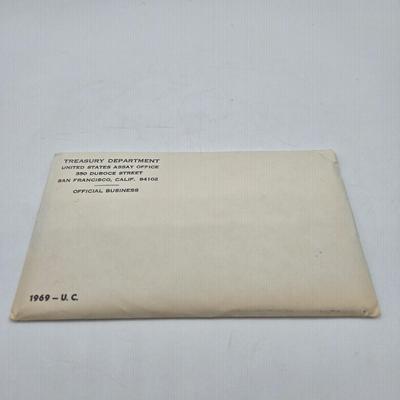 TREASURY DEPARTMENT
UNITED STATES ASSAY OFFICE
350 DUBOCE STREET
SAN FRANCISCO, CALIF. 94102
OFFICIAL BUSINESS
1969 — U. C.